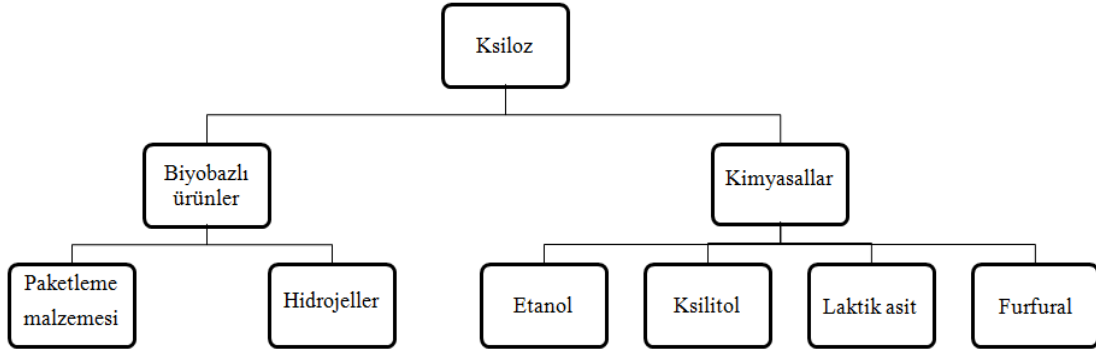 Ksiloz
Biyobazlı
ürünler
Kimyasallar
Paketleme
malzemesi
Hidrojeller
Etanol
Ksilitol
Laktik asit
Furfural